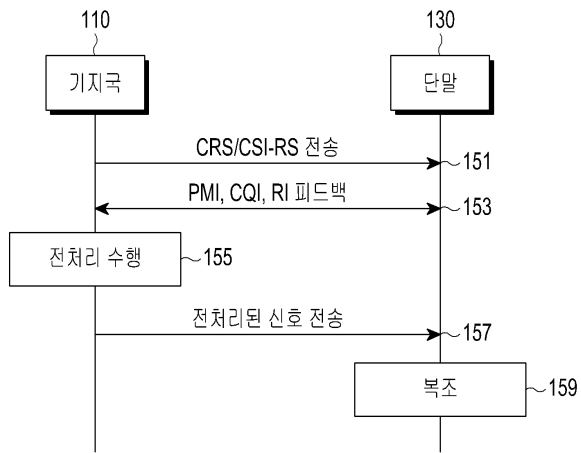 110
130
기지국
단말
CRS/CSI-RS 전송
151
PMI, CQI, RI 피드백
153
전처리 수행
155
전처리된 신호 전송
157
복조
159